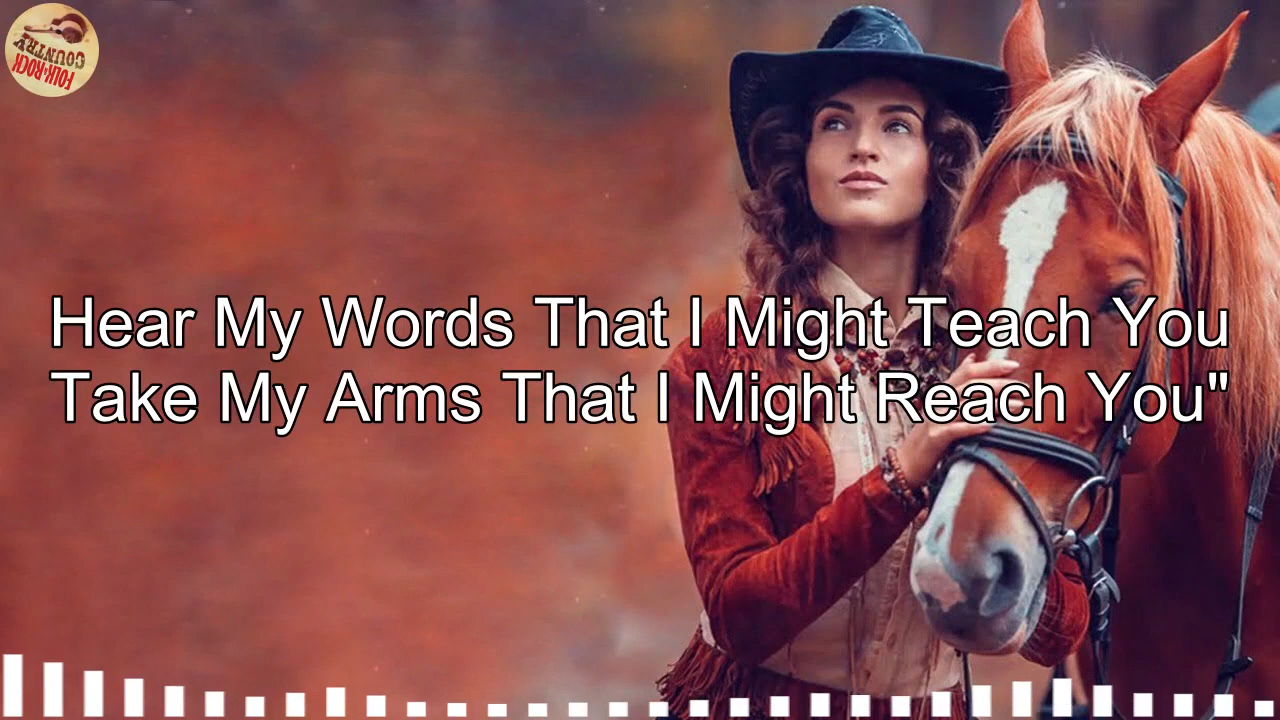 FOLK-ROCK
COUNTRY
Hear My Words That I Might Teach You
Take My Arms That I Might Reach You"